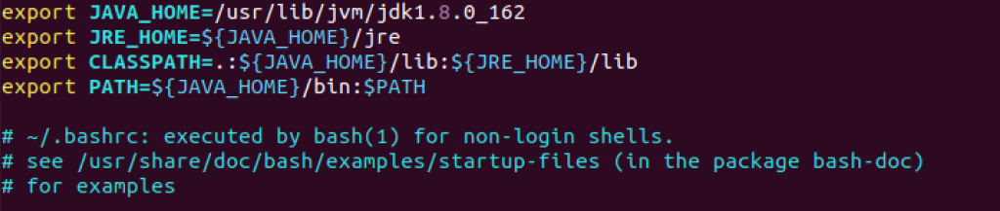 export JAVA_HOME=/usr/lib/jvm/jdk1.8.0_162
export JRE_HOME=${JAVA_HOME}/jre
export CLASSPATH=.:${JAVA_HOME}/lib:${JRE_HOME}/lib
export PATH=${JAVA_HOME}/bin:$PATH
# ~/.bashrc: executed by bash(1) for non-login shells.
# see /usr/share/doc/bash/examples/startup-files (in the package bash-doc)
# for examples